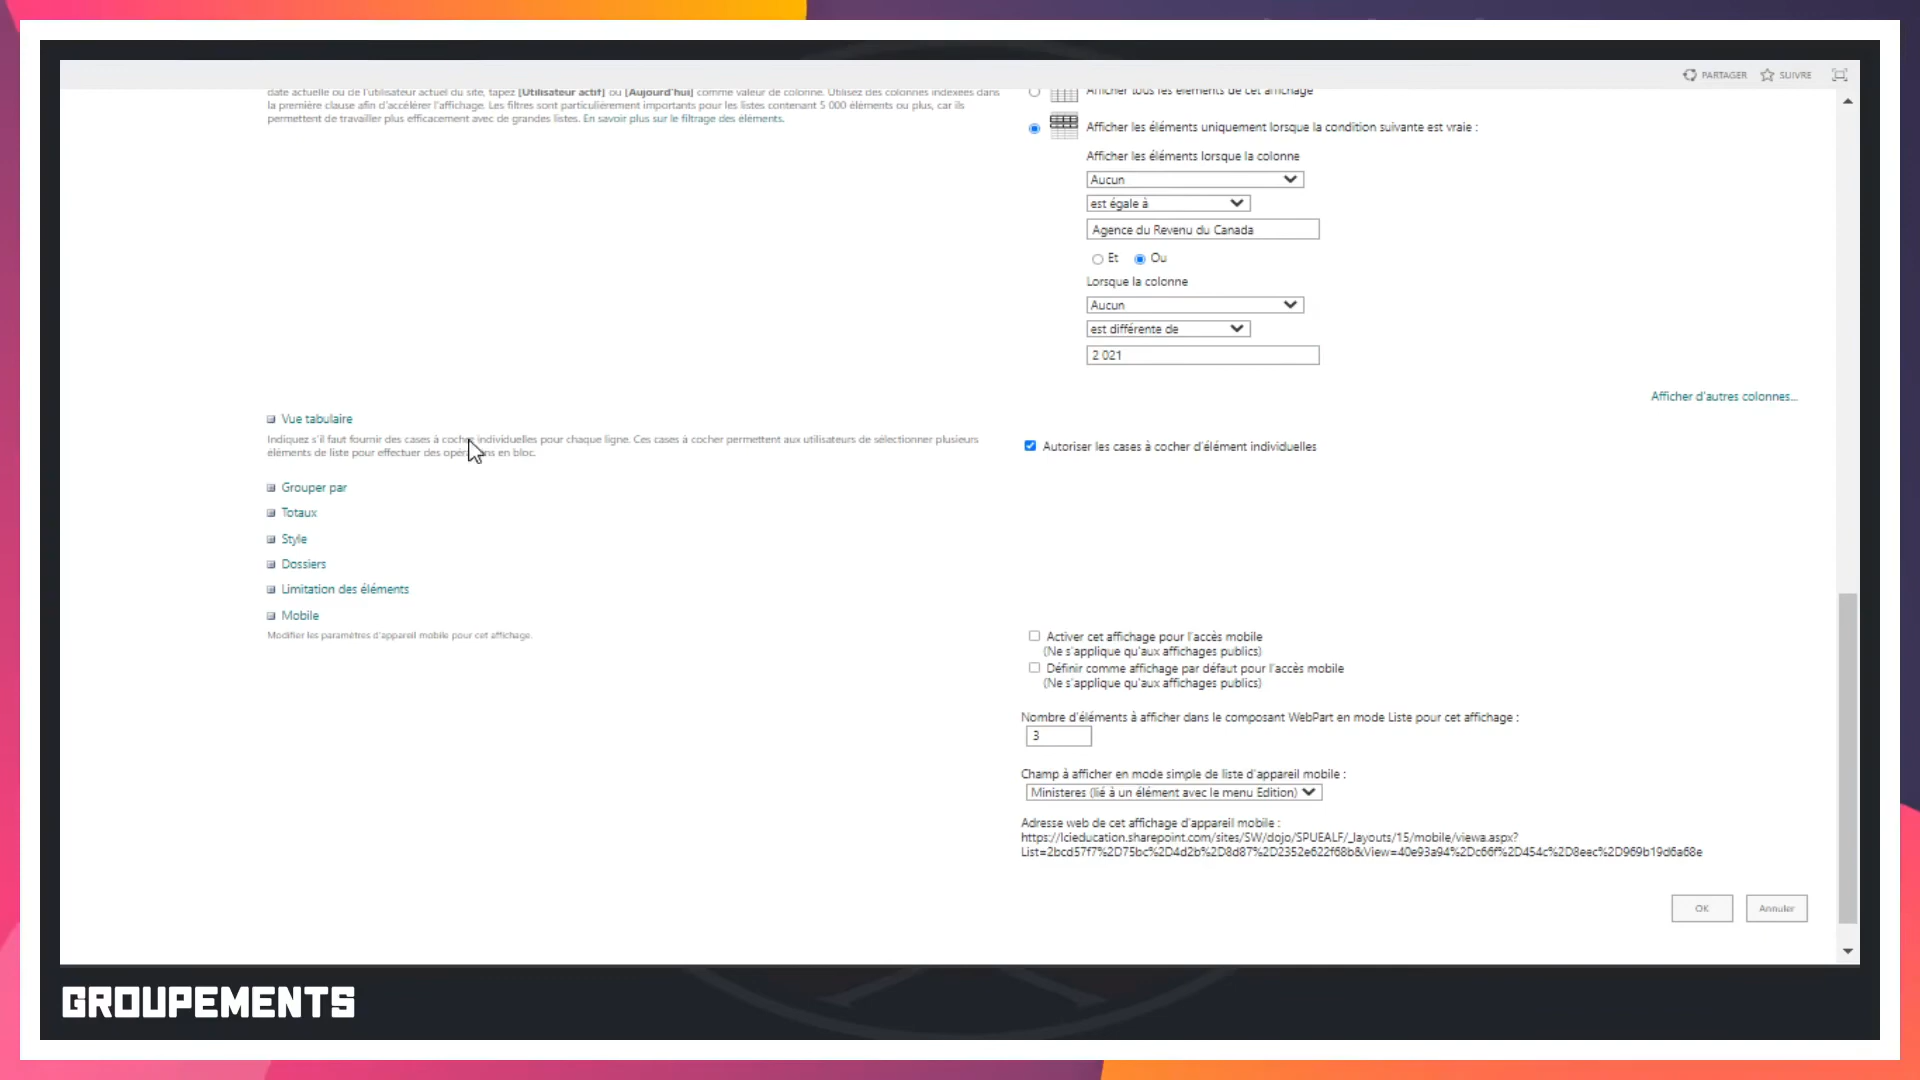 PARTAGER SUIVRE
date actuelle ou de l'utilisateur actuel du site, tapez [Utilisateur actif] ou [Aujourd'hui] comme valeur de colonne. Utilisez des colonnes indexées dans
la première clause afin d'accélérer l'affichage. Les filtres sont particulièrement importants pour les listes contenant 5 000 éléments ou plus, car ils
permettent de travailler plus efficacement avec de grandes listes. En savoir plus sur le filtrage des éléments.
Afficher tous les éléments de cet affichage
Afficher les éléments uniquement lorsque la condition suivante est vraie :
Afficher les éléments lorsque la colonne
Aucun
est égale à
Agence du Revenu du Canada
Et Ou
Lorsque la colonne
Aucun
est différente de
2 021
Afficher d'autres colonnes...
Vue tabulaire
Indiquez s'il faut fournir des cases à cocher individuelles pour chaque ligne. Ces cases à cocher permettent aux utilisateurs de sélectionner plusieurs
éléments de liste pour effectuer des opérations en bloc.
Autoriser les cases à cocher d'élément individuelles
Grouper par
Totaux
Style
Dossiers
Limitation des éléments
Mobile
Modifier les paramètres d'appareil mobile pour cet affichage.
Activer cet affichage pour l'accès mobile
(Ne s'applique qu'aux affichages publics)
Définir comme affichage par défaut pour l'accès mobile
(Ne s'applique qu'aux affichages publics)
Nombre d'éléments à afficher dans le composant WebPart en mode Liste pour cet affichage :
3
Champ à afficher en mode simple de liste d'appareil mobile :
Ministeres (lié à un élément avec le menu Edition)
Adresse web de cet affichage d'appareil mobile :
https://lcieducation.sharepoint.com/sites/SW/dojo/SPUEALF/_layouts/15/mobile/viewa.aspx?
List=2bcd57f7%2D75bc%2D4d2b%2D8d87%2D2352e622f68b&View=40e93a94%2Dc66f%2D454c%2D8eec%2D969b19d6a68e
OK Annuler
GROUPEMENTS